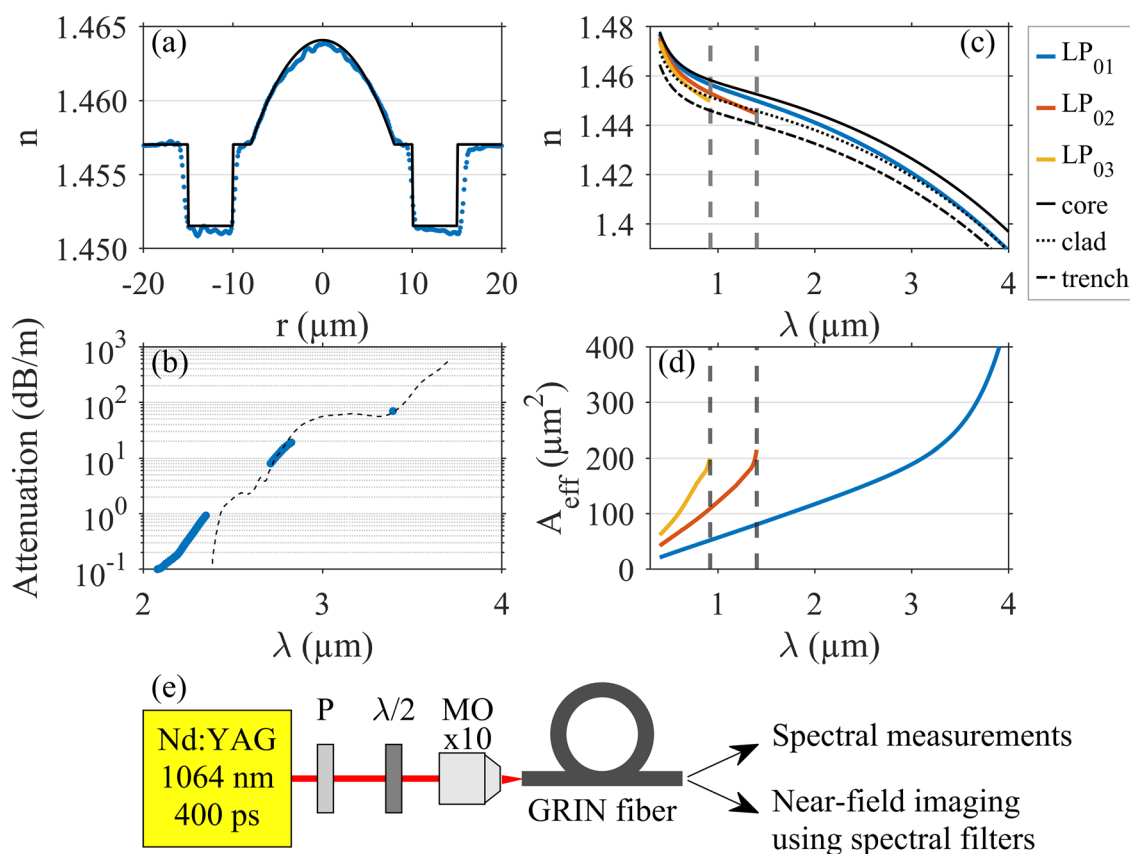 (a)
n
1.465
1.460
1.455
1.450
-20 -10 0 10 20
r (μm)
(c)
n
1.48
1.46
1.44
1.42
1.4
1 2 3 4
λ (μm)
LP01
LP02
LP03
core
clad
trench
(b)
Attenuation (dB/m)
10^3
10^2
10^1
10^0
10^-1
2 3 4
λ (μm)
(d)
Aeff (μm^2)
400
300
200
100
0
1 2 3 4
λ (μm)
(e)
Nd:YAG
1064 nm
400 ps
P
λ/2
MO
x10
GRIN fiber
Spectral measurements
Near-field imaging
using spectral filters